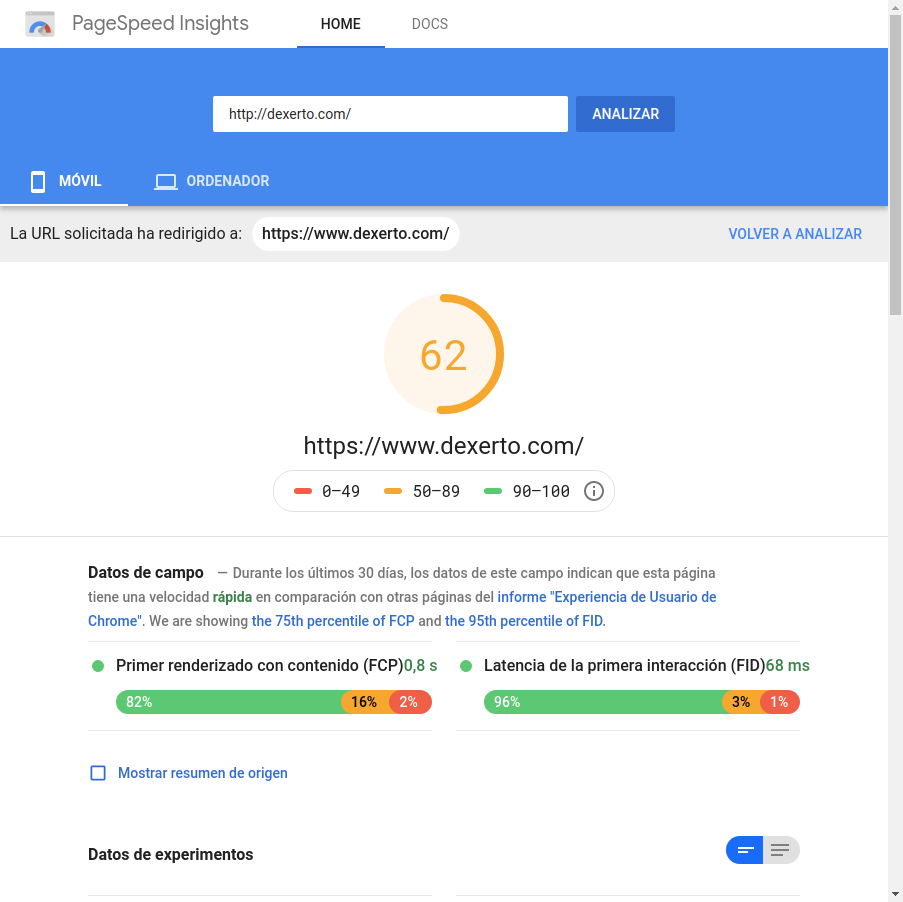 PageSpeed Insights
HOME
DOCS
http://dexerto.com/
ANALIZAR
MÓVIL
ORDENADOR
La URL solicitada ha redirigido a:
https://www.dexerto.com/
VOLVER A ANALIZAR
62
https://www.dexerto.com/
0–49
50–89
90–100
Datos de campo — Durante los últimos 30 días, los datos de este campo indican que esta página
tiene una velocidad rápida en comparación con otras páginas del informe "Experiencia de Usuario de
Chrome". We are showing the 75th percentile of FCP and the 95th percentile of FID.
Primer renderizado con contenido (FCP)0,8 s
82%
16%
2%
Latencia de la primera interacción (FID)68 ms
96%
3%
1%
Mostrar resumen de origen
Datos de experimentos